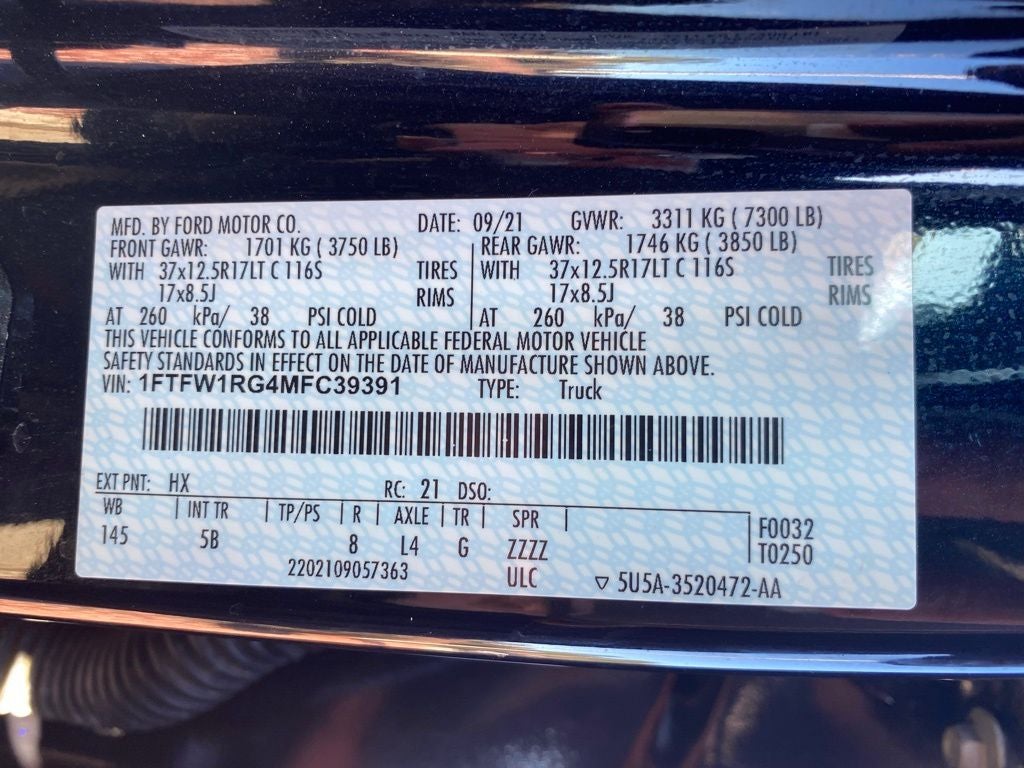 MFD. BY FORD MOTOR CO. DATE: 09/21 GVWR: 3311 KG ( 7300 LB)
FRONT GAWR: 1701 KG ( 3750 LB) REAR GAWR: 1746 KG ( 3850 LB)
WITH 37x12.5R17LT C 116S TIRES WITH 37x12.5R17LT C 116S TIRES
17x8.5J RIMS 17x8.5J RIMS
AT 260 kPa/ 38 PSI COLD AT 260 kPa/ 38 PSI COLD
THIS VEHICLE CONFORMS TO ALL APPLICABLE FEDERAL MOTOR VEHICLE
SAFETY STANDARDS IN EFFECT ON THE DATE OF MANUFACTURE SHOWN ABOVE.
VIN: 1FTFW1RG4MFC39391 TYPE: Truck
EXT PNT: HX RC: 21 DSO:
WB INT TR TP/PS R AXLE TR SPR F0032
145 5B 8 L4 G ZZZZ T0250
2202109057363 ULC ▽ 5U5A-3520472-AA